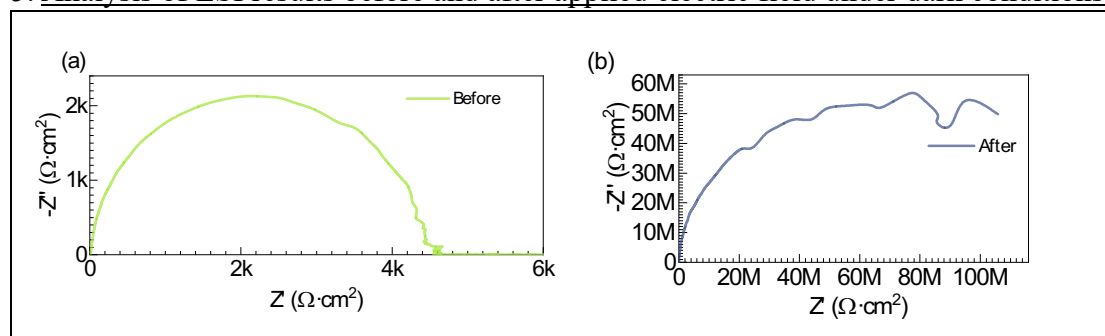 (a)
2k
1k
0
-Z" (Ω·cm²)
Before
0 2k 4k 6k
Z' (Ω·cm²)
(b)
60M
50M
40M
30M
20M
10M
0
-Z" (Ω·cm²)
After
0 20M 40M 60M 80M 100M
Z' (Ω·cm²)